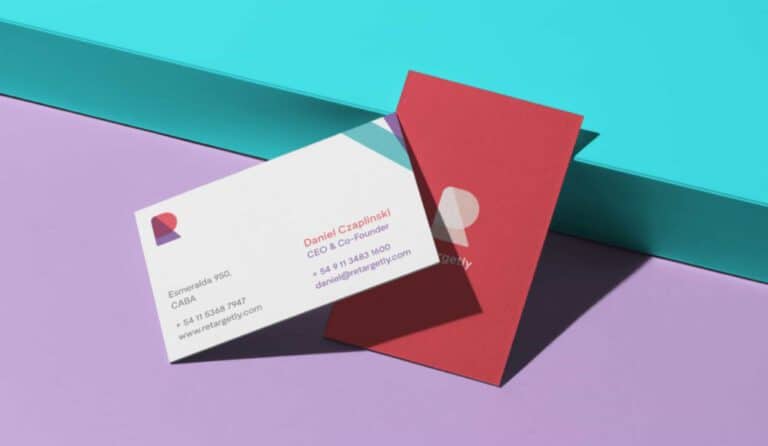 Daniel Czaplinski
CEO & Co-Founder
+ 54 9 11 3483 1600
daniel@retargetly.com
Esmeralda 950,
CABA
+ 54 11 5368 7947
www.retargetly.com
argetly